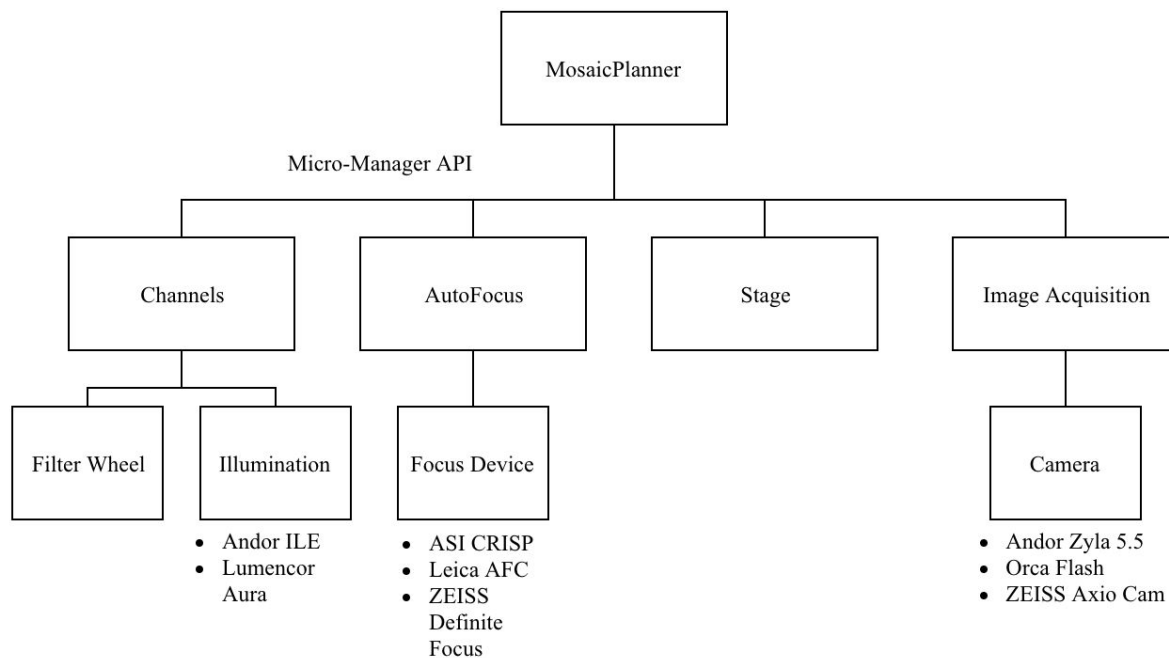 MosaicPlanner
Micro-Manager API
Channels
AutoFocus
Stage
Image Acquisition
Filter Wheel
Illumination
Focus Device
Camera
• Andor ILE
• Lumencor
Aura
• ASI CRISP
• Leica AFC
• ZEISS
Definite
Focus
• Andor Zyla 5.5
• Orca Flash
• ZEISS Axio Cam